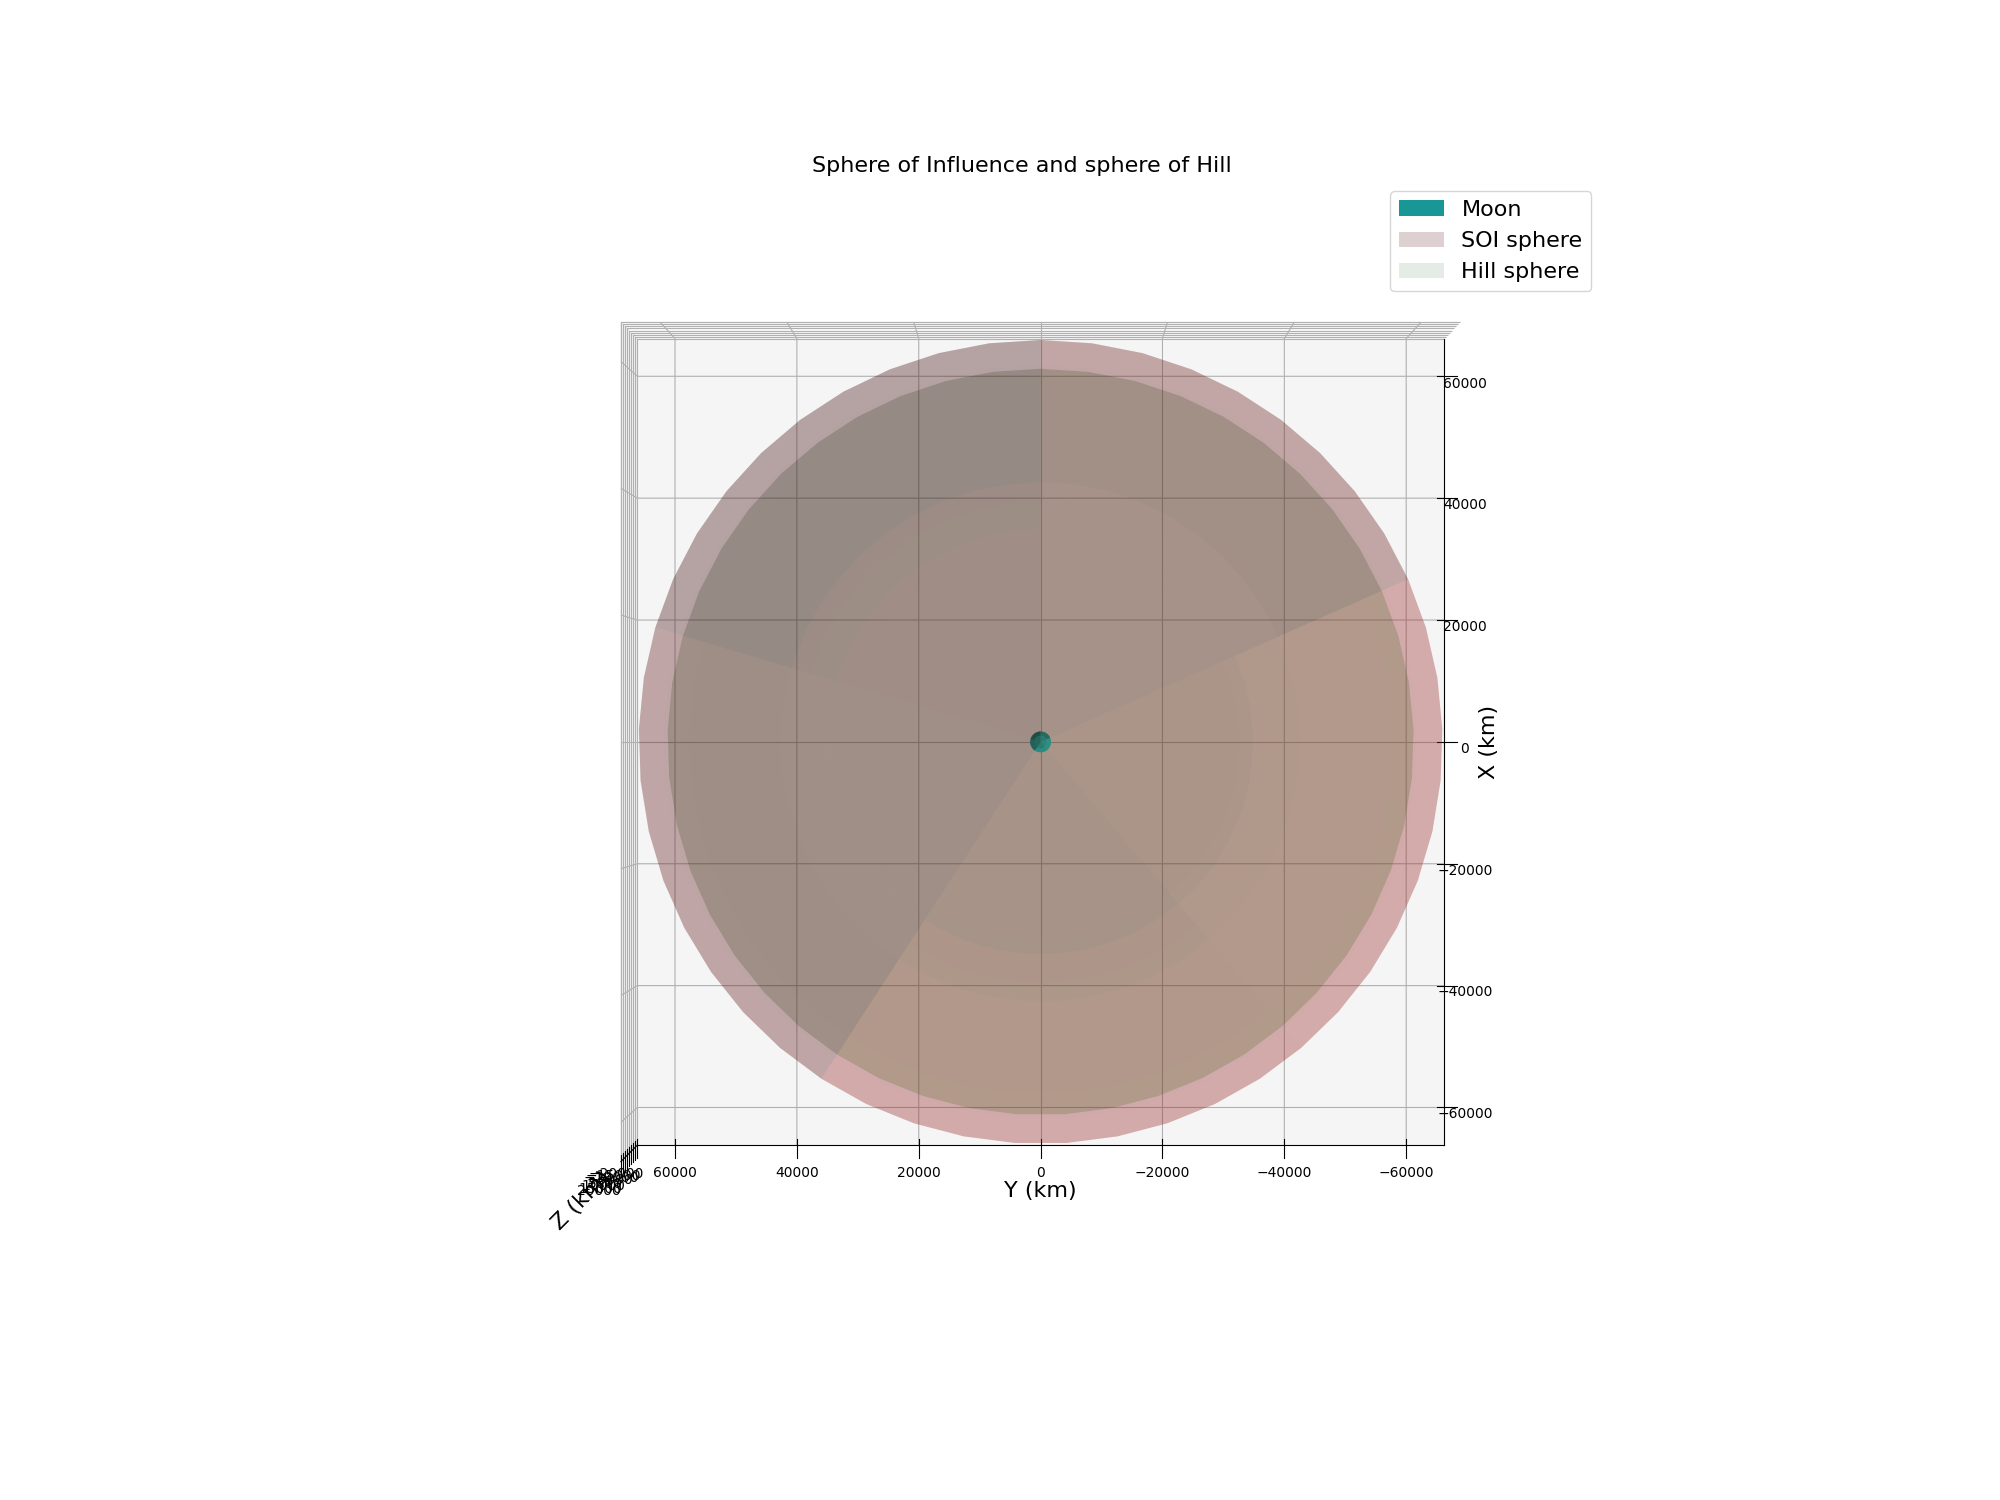 Sphere of Influence and sphere of Hill
Moon
SOI sphere
Hill sphere
60000
40000
20000
0
−20000
−40000
−60000
X (km)
60000
40000
20000
0
−20000
−40000
−60000
Y (km)